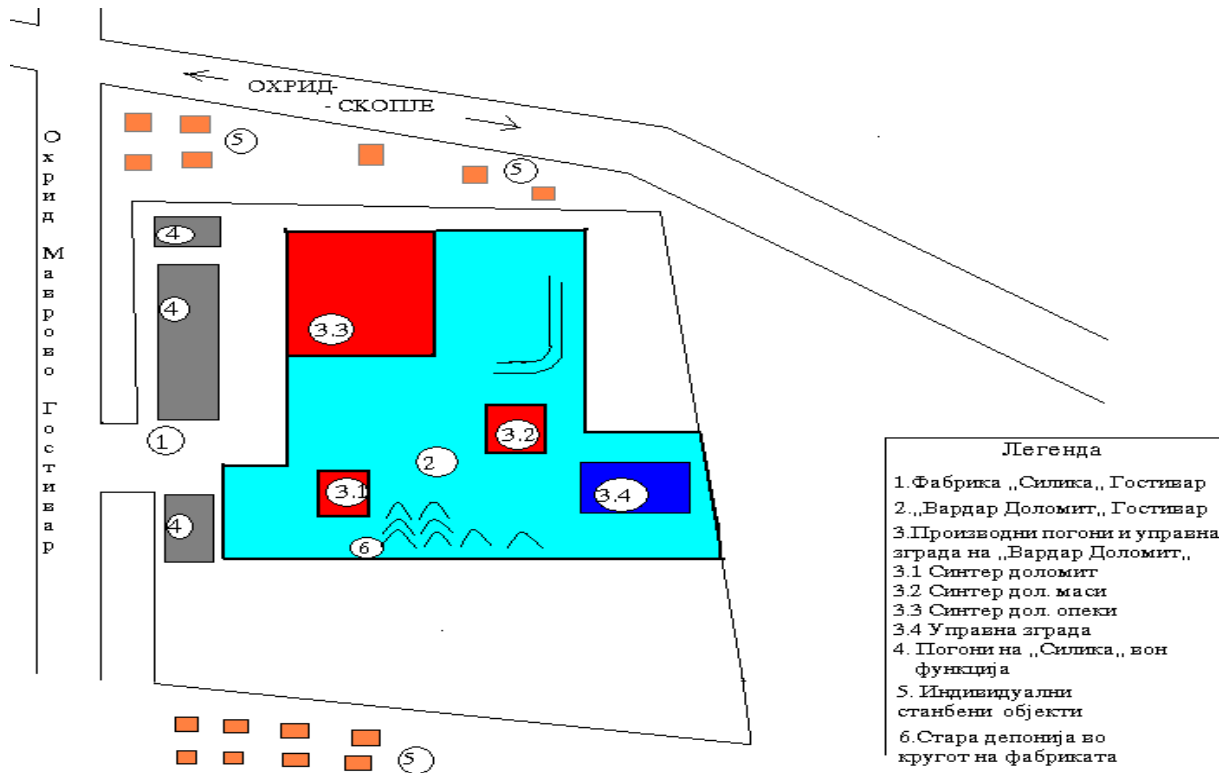 ОХРИД-
- СКОПЈЕ
Охрид Маврово Гостивар
5
5
4
4
3.3
1
3.2
2
3.1
3.4
4
6
5
Легенда
1.Фабрика ,,Силика,, Гостивар
2.,,Вардар Доломит,, Гостивар
3.Производни погони и управна
зграда на ,,Вардар Доломит,,
3.1 Синтер доломит
3.2 Синтер дол. маси
3.3 Синтер дол. опеки
3.4 Управна зграда
4. Погони на ,,Силика,, вон
функција
5. Индивидуални
станбени објекти
6.Стара депонија во
кругот на фабриката